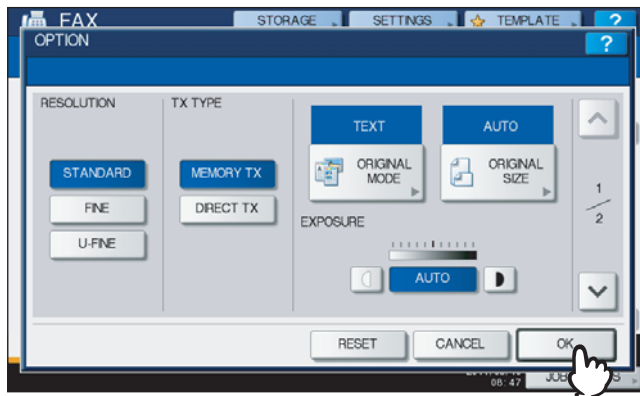 FAX
STORAGE
SETTINGS
TEMPLATE
?
OPTION
?
RESOLUTION
STANDARD
FINE
U-FINE
TX TYPE
MEMORY TX
DIRECT TX
TEXT
ORIGINAL
MODE
AUTO
ORIGINAL
SIZE
EXPOSURE
AUTO
1
2
RESET
CANCEL
OK
08:47